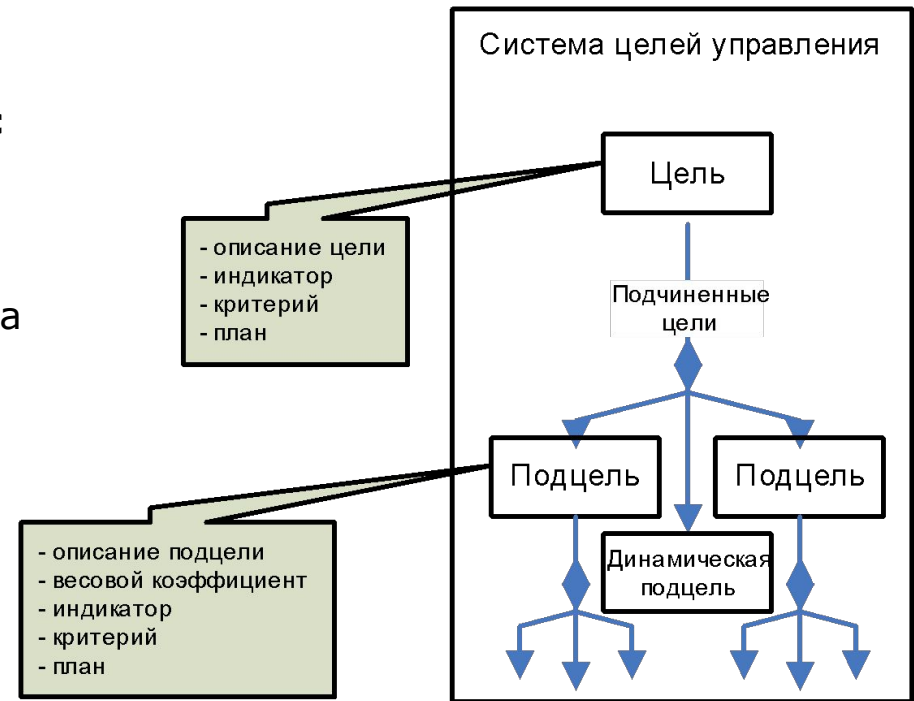 Система целей управления
:
Цель
- описание цели
- индикатор
- критерий
- план
а
Подчиненные
цели
Подцель
Подцель
Динамическая
подцель
- описание подцели
- весовой коэффициент
- индикатор
- критерий
- план